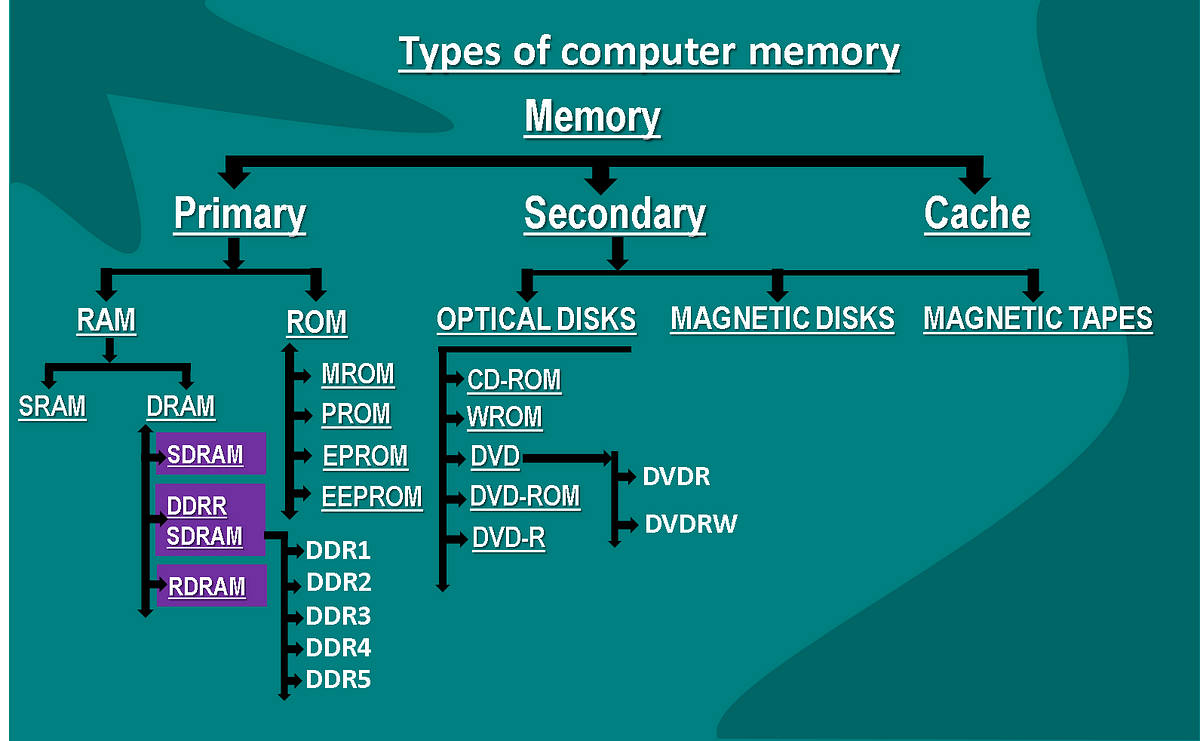 Types of computer memory
Memory
Primary
Secondary
Cache
RAM
ROM
OPTICAL DISKS
MAGNETIC DISKS
MAGNETIC TAPES
SRAM
DRAM
SDRAM
DDRR
SDRAM
RDRAM
DDR1
DDR2
DDR3
DDR4
DDR5
MROM
PROM
EPROM
EEPROM
CD-ROM
WROM
DVD
DVD-ROM
DVD-R
DVDR
DVDRW